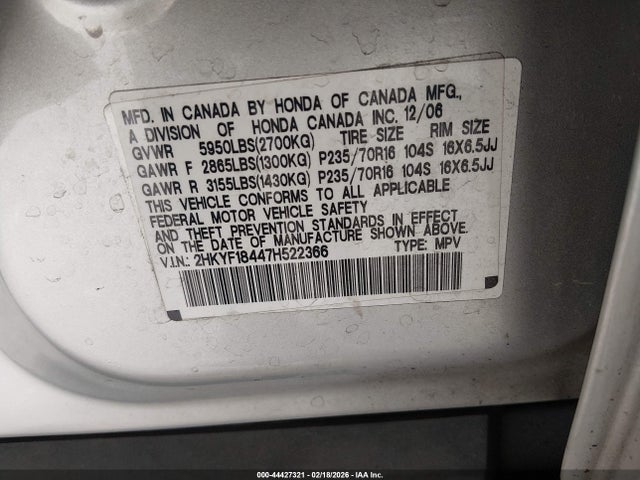 MFD. IN CANADA BY HONDA OF CANADA MFG.,
A DIVISION OF HONDA CANADA INC. 12/06
GVWR 5950LBS(2700KG) TIRE SIZE RIM SIZE
GAWR F 2865LBS(1300KG) P235/70R16 104S 16X6.5JJ
GAWR R 3155LBS(1430KG) P235/70R16 104S 16X6.5JJ
THIS VEHICLE CONFORMS TO ALL APPLICABLE
FEDERAL MOTOR VEHICLE SAFETY
AND THEFT PREVENTION STANDARDS IN EFFECT
ON THE DATE OF MANUFACTURE SHOWN ABOVE.
V.I.N.: 2HKYF18447H522366 TYPE: MPV
000-44427321 - 02/18/2026 - IAA Inc.